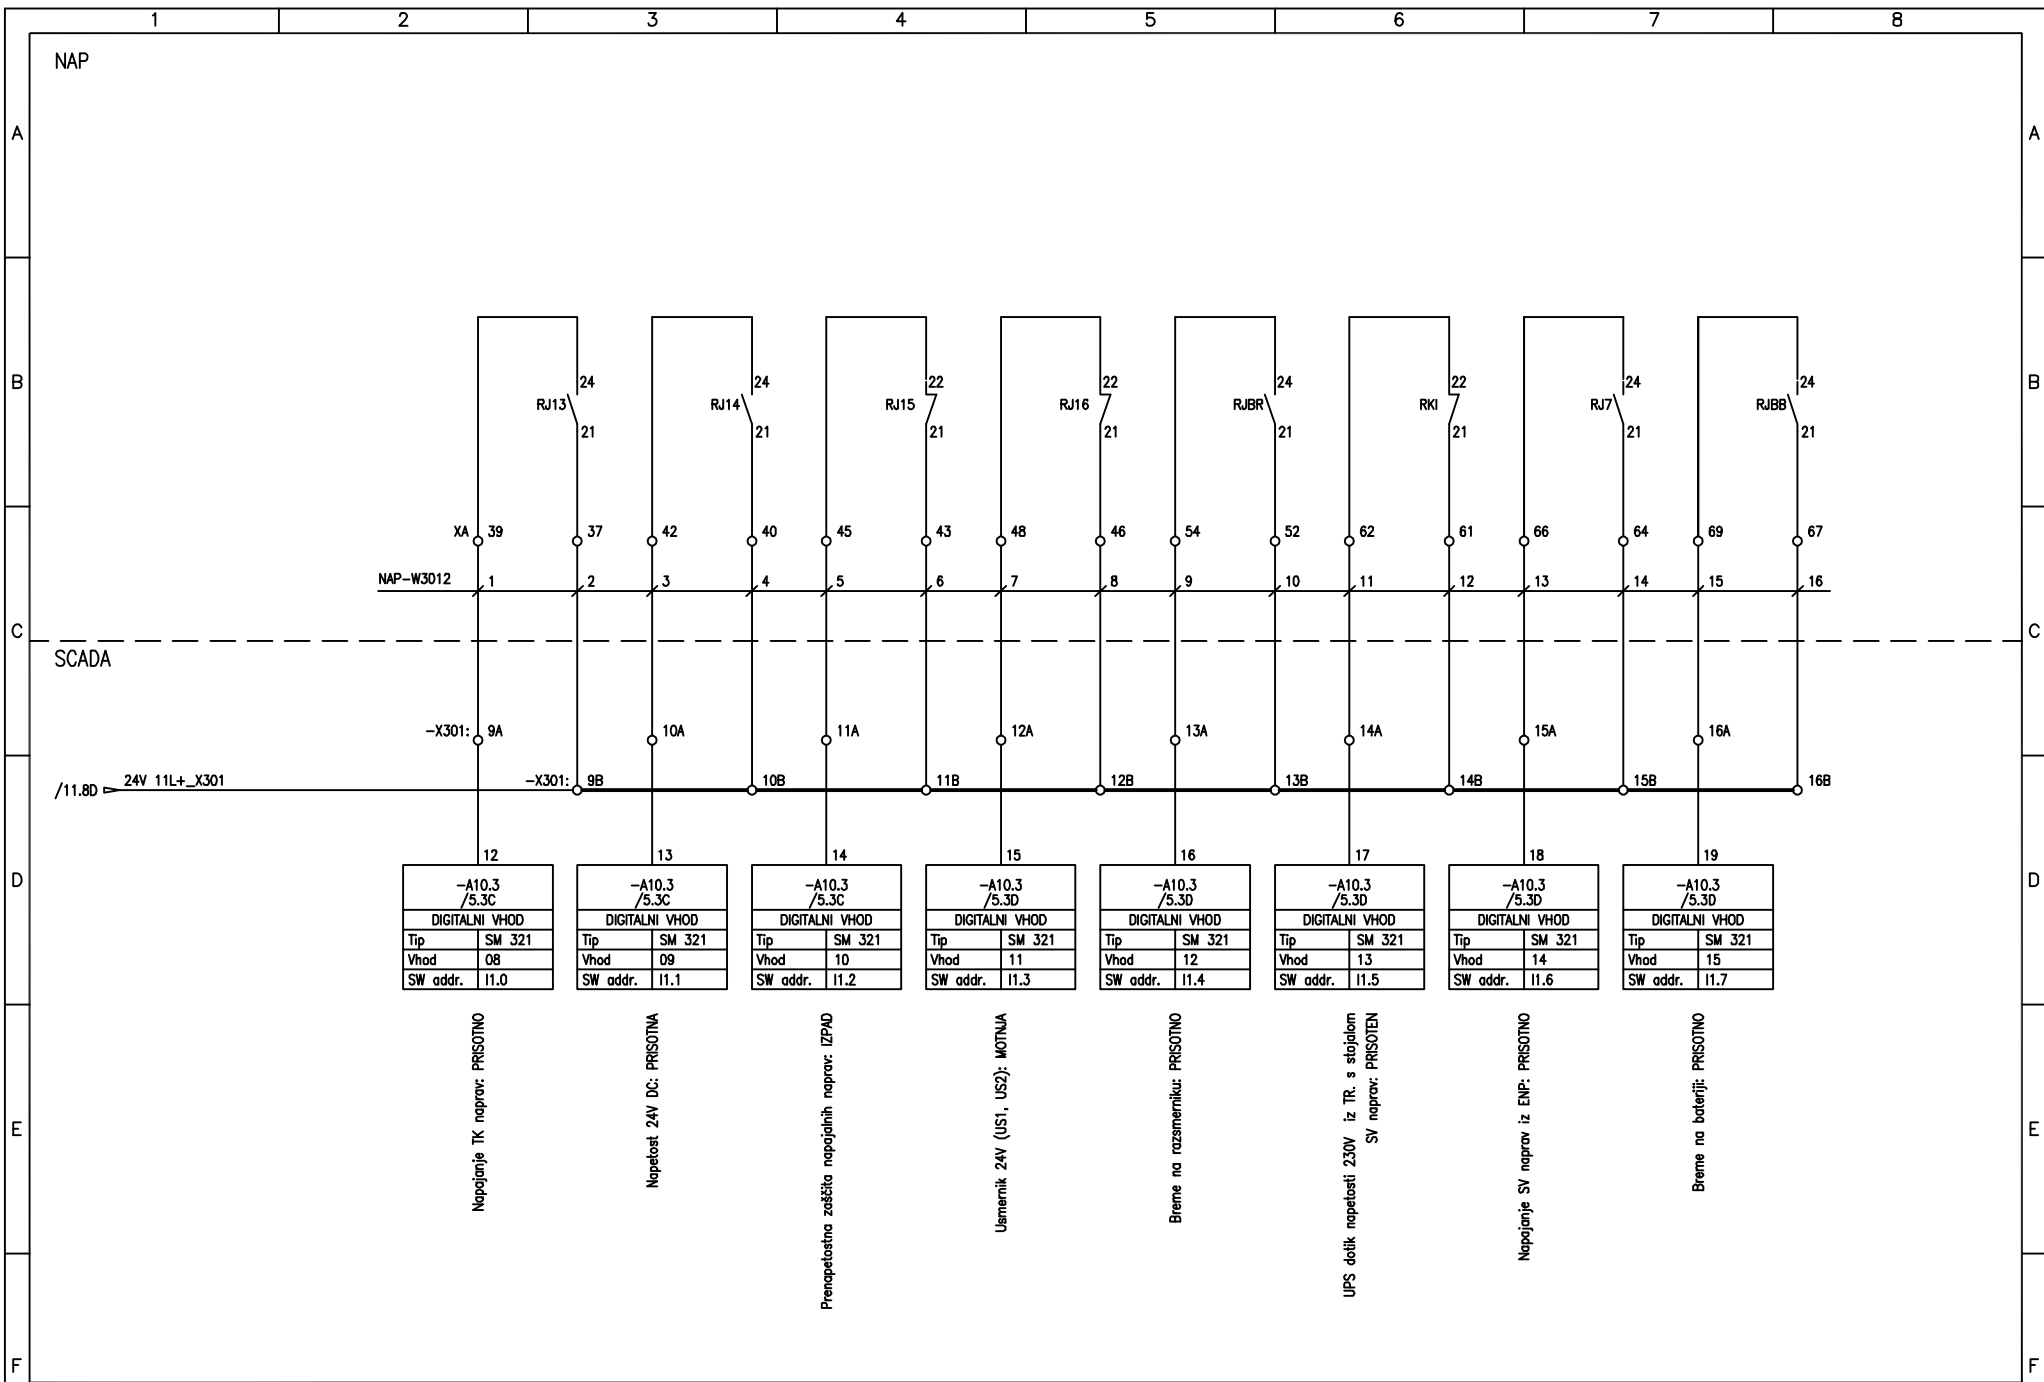 1 2 3 4 5 6 7 8
NAP
A A
B B
24 24 22 22 24 22 24 24
RJ13 RJ14 RJ15 RJ16 RJBR RKI RJ7 RJBB
21 21 21 21 21 21 21 21
XA 39 37 42 40 45 43 48 46 54 52 62 61 66 64 69 67
NAP-W3012 1 2 3 4 5 6 7 8 9 10 11 12 13 14 15 16
C C
SCADA
-X301: 9A 10A 11A 12A 13A 14A 15A 16A
/11.8D 24V 11L+_X301 -X301: 9B 10B 11B 12B 13B 14B 15B 16B
12 13 14 15 16 17 18 19
D D
-A10.3 -A10.3 -A10.3 -A10.3 -A10.3 -A10.3 -A10.3 -A10.3
/5.3C /5.3C /5.3C /5.3D /5.3D /5.3D /5.3D /5.3D
DIGITALNI VHOD DIGITALNI VHOD DIGITALNI VHOD DIGITALNI VHOD DIGITALNI VHOD DIGITALNI VHOD DIGITALNI VHOD DIGITALNI VHOD
Tip SM 321 Tip SM 321 Tip SM 321 Tip SM 321 Tip SM 321 Tip SM 321 Tip SM 321 Tip SM 321
Vhod 08 Vhod 09 Vhod 10 Vhod 11 Vhod 12 Vhod 13 Vhod 14 Vhod 15
SW addr. I1.0 SW addr. I1.1 SW addr. I1.2 SW addr. I1.3 SW addr. I1.4 SW addr. I1.5 SW addr. I1.6 SW addr. I1.7
Napajanje TK naprav: PRISOTNO
Napetost 24V DC: PRISOTNA
Prenapetostna zaščita napajalnih naprav: IZPAD
Usmernik 24V (US1, US2): MOTNJA
Breme na razsmerniku: PRISOTNO
UPS dotik napetosti 230V iz TR. s stajalom
SV naprav: PRISOTEN
Napajanje SV naprav iz ENP: PRISOTNO
Breme na bateriji: PRISOTNO
E E
F F